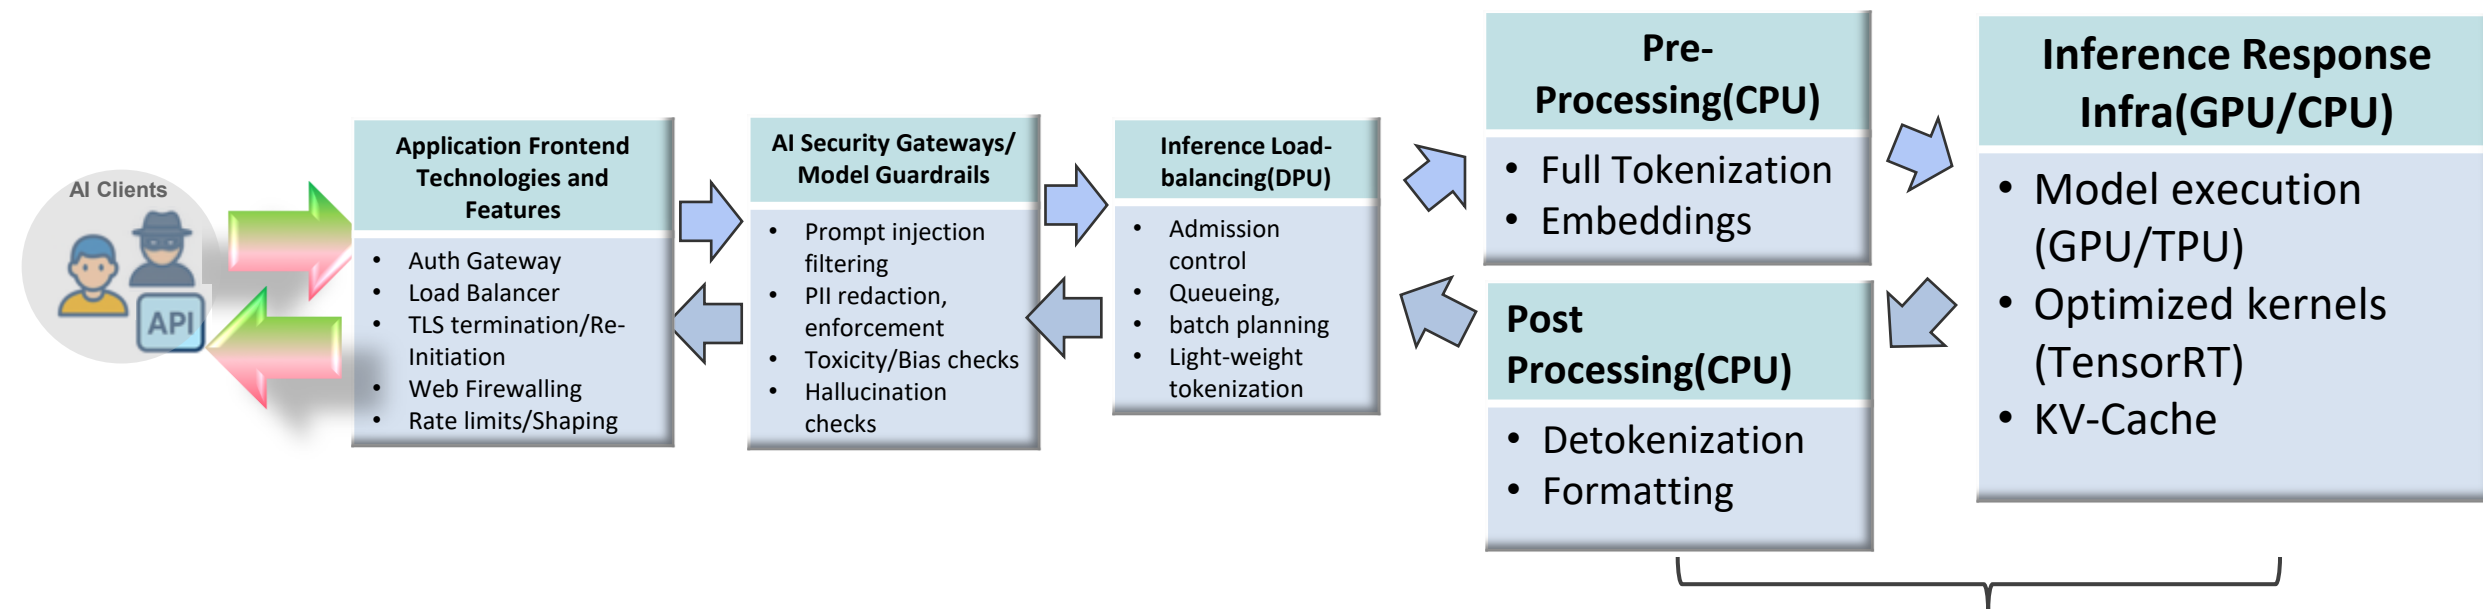 AI Clients
API
Application Frontend
Technologies and
Features
• Auth Gateway
• Load Balancer
• TLS termination/Re-
Initiation
• Web Firewalling
• Rate limits/Shaping
AI Security Gateways/
Model Guardrails
• Prompt injection
filtering
• PII redaction,
enforcement
• Toxicity/Bias checks
• Hallucination
checks
Inference Load-
balancing(DPU)
• Admission
control
• Queueing,
• batch planning
• Light-weight
tokenization
Pre-
Processing(CPU)
• Full Tokenization
• Embeddings
Post
Processing(CPU)
• Detokenization
• Formatting
Inference Response
Infra(GPU/CPU)
• Model execution
(GPU/TPU)
• Optimized kernels
(TensorRT)
• KV-Cache